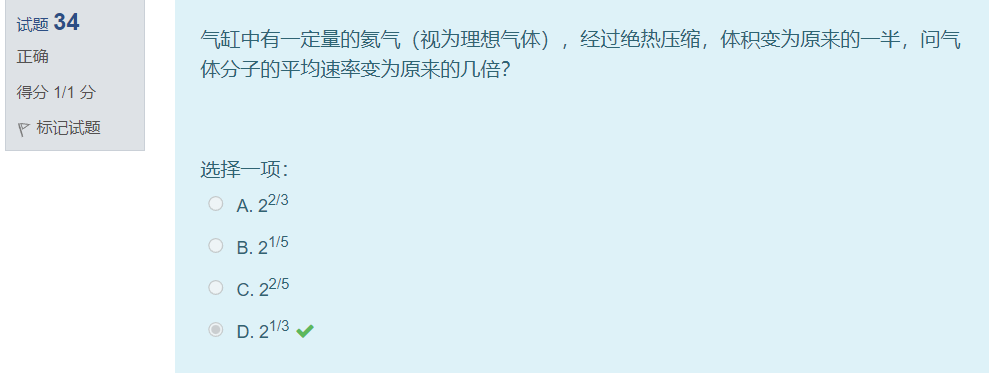 试题 34
正确
得分 1/1 分
标记试题
气缸中有一定量的氦气（视为理想气体），经过绝热压缩，体积变为原来的一半，问气
体分子的平均速率变为原来的几倍？
选择一项：
A. 2^2/3
B. 2^1/5
C. 2^2/5
D. 2^1/3